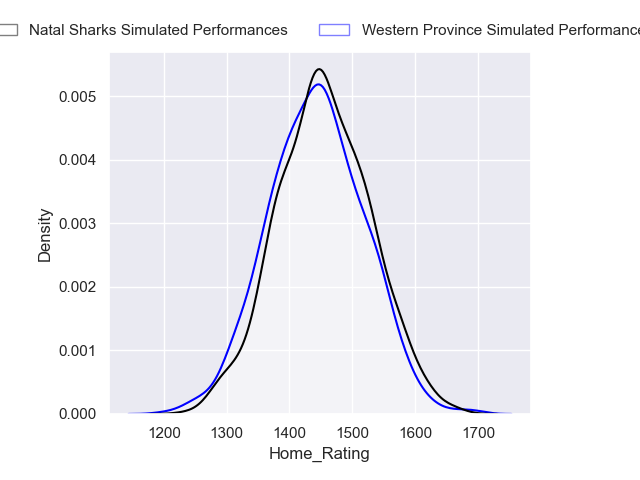 Natal Sharks Simulated Performances Western Province Simulated Performance
0.005
0.004
0.003
0.002
0.001
0.000
Density
1200 1300 1400 1500 1600 1700
Home_Rating